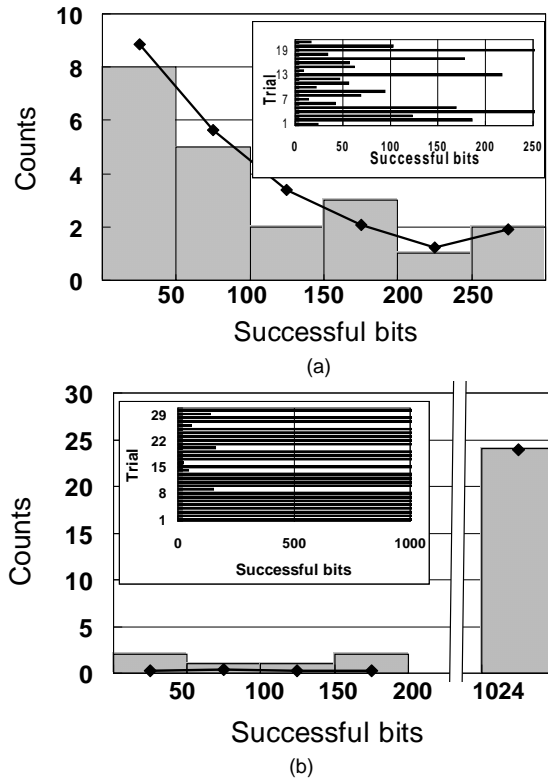 10
8
6
4
2
0
Counts
50 100 150 200 250
Successful bits
19
13
7
1
Trial
0 50 100 150 200 250
Successful bits
(a)
30
25
20
15
10
5
0
Counts
29
22
15
8
1
Trial
0 500 1000
Successful bits
50 100 150 200 1024
Successful bits
(b)